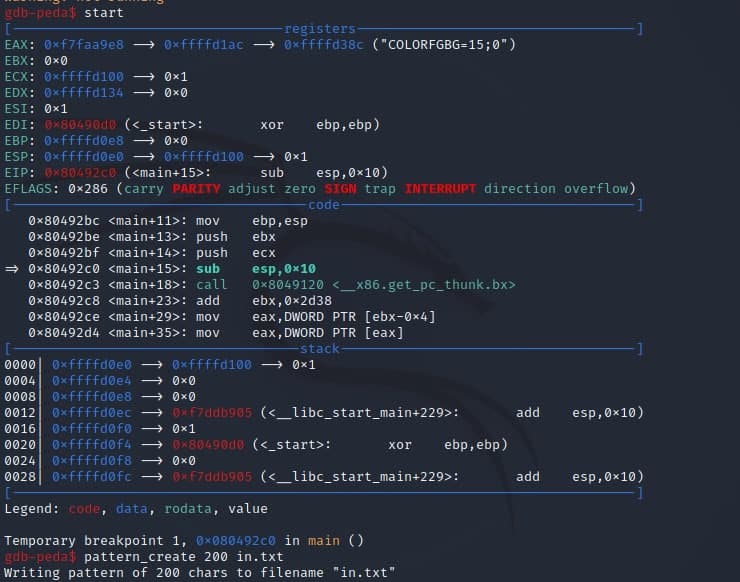 Warning: not running
gdb-peda$ start
[----------------------------------registers-----------------------------------]
EAX: 0xf7faa9e8 --> 0xffffd1ac --> 0xffffd38c ("COLORFGBG=15;0")
EBX: 0x0
ECX: 0xffffd100 --> 0x1
EDX: 0xffffd134 --> 0x0
ESI: 0x1
EDI: 0x80490d0 (<_start>:       xor    ebp,ebp)
EBP: 0xffffd0e8 --> 0x0
ESP: 0xffffd0e0 --> 0xffffd100 --> 0x1
EIP: 0x80492c0 (<main+15>:      sub    esp,0x10)
EFLAGS: 0x286 (carry PARITY adjust zero SIGN trap INTERRUPT direction overflow)
[-------------------------------------code-------------------------------------]
   0x80492bc <main+11>: mov    ebp,esp
   0x80492be <main+13>: push   ebx
   0x80492bf <main+14>: push   ecx
=> 0x80492c0 <main+15>: sub    esp,0x10
   0x80492c3 <main+18>: call   0x8049120 <__x86.get_pc_thunk.bx>
   0x80492c8 <main+23>: add    ebx,0x2d38
   0x80492ce <main+29>: mov    eax,DWORD PTR [ebx-0x4]
   0x80492d4 <main+35>: mov    eax,DWORD PTR [eax]
[------------------------------------stack-------------------------------------]
0000| 0xffffd0e0 --> 0xffffd100 --> 0x1
0004| 0xffffd0e4 --> 0x0
0008| 0xffffd0e8 --> 0x0
0012| 0xffffd0ec --> 0xf7ddb905 (<__libc_start_main+229>:       add    esp,0x10)
0016| 0xffffd0f0 --> 0x1
0020| 0xffffd0f4 --> 0x80490d0 (<_start>:       xor    ebp,ebp)
0024| 0xffffd0f8 --> 0x0
0028| 0xffffd0fc --> 0xf7ddb905 (<__libc_start_main+229>:       add    esp,0x10)
[------------------------------------------------------------------------------]
Legend: code, data, rodata, value

Temporary breakpoint 1, 0x080492c0 in main ()
gdb-peda$ pattern_create 200 in.txt
Writing pattern of 200 chars to filename "in.txt"